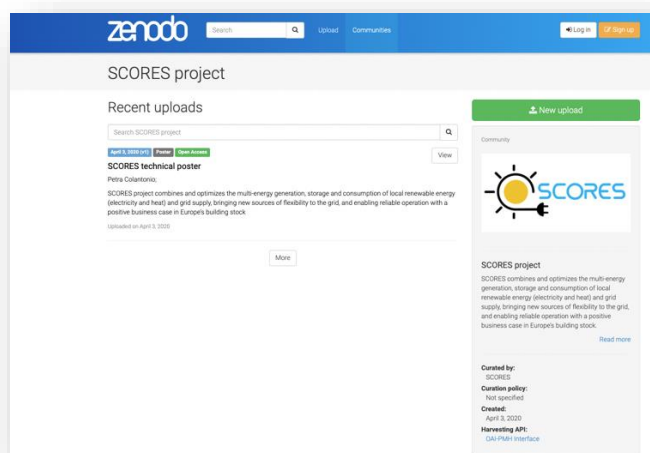 zenodo
Search
Upload
Communities
Log in
Sign up
SCORES project
Recent uploads
Search SCORES project
April 3, 2020 (v1) Poster Open Access
View
SCORES technical poster
Petra Colantonio;
SCORES project combines and optimizes the multi-energy generation, storage and consumption of local renewable energy
(electricity and heat) and grid supply, bringing new sources of flexibility to the grid, and enabling reliable operation with a
positive business case in Europe's building stock
Uploaded on April 3, 2020
More
New upload
Community
SCORES
SCORES project
SCORES combines and optimizes the multi-energy
generation, storage and consumption of local
renewable energy (electricity and heat) and grid
supply, bringing new sources of flexibility to the grid,
and enabling reliable operation with a positive
business case in Europe's building stock.
Read more
Curated by:
SCORES
Curation policy:
Not specified
Created:
April 3, 2020
Harvesting API:
OAI-PMH Interface